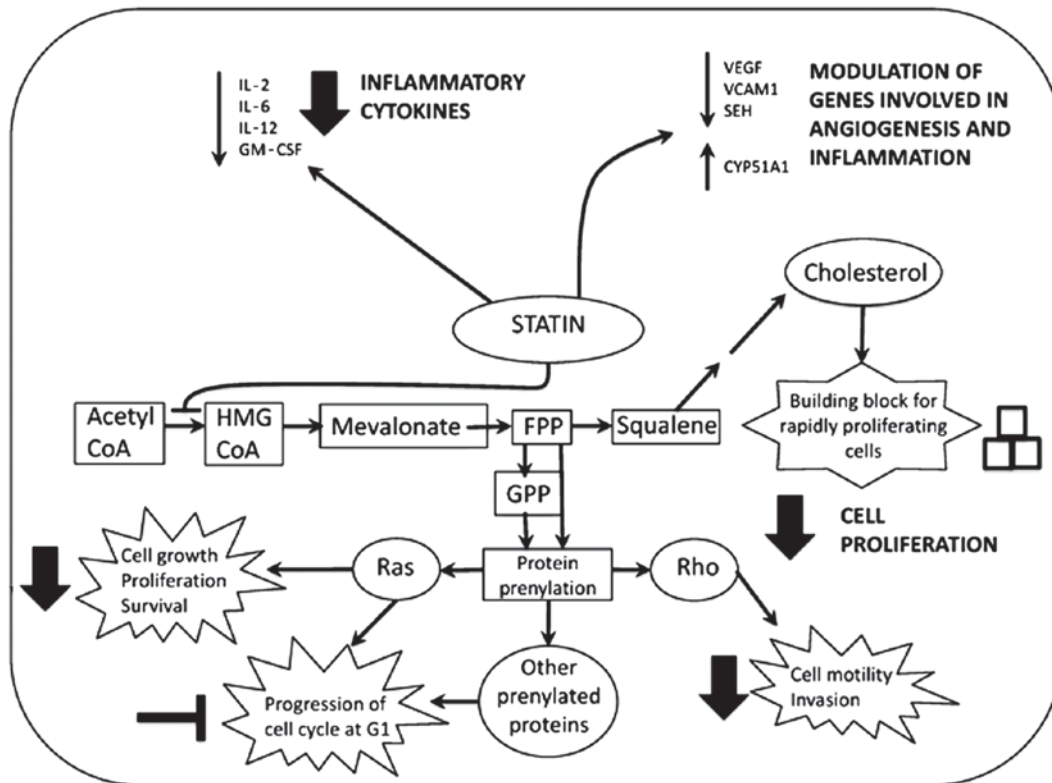 IL-2
IL-6
IL-12
GM-CSF
INFLAMMATORY
CYTOKINES
VEGF
VCAM1
SEH
CYP51A1
MODULATION OF
GENES INVOLVED IN
ANGIOGENESIS AND
INFLAMMATION
STATIN
Cholesterol
Acetyl
CoA
HMG
CoA
Mevalonate
FPP
Squalene
Building block for
rapidly proliferating
cells
GPP
CELL
PROLIFERATION
Cell growth
Proliferation
Survival
Ras
Protein
prenylation
Rho
Progression of
cell cycle at G1
Other
prenylated
proteins
Cell motility
Invasion